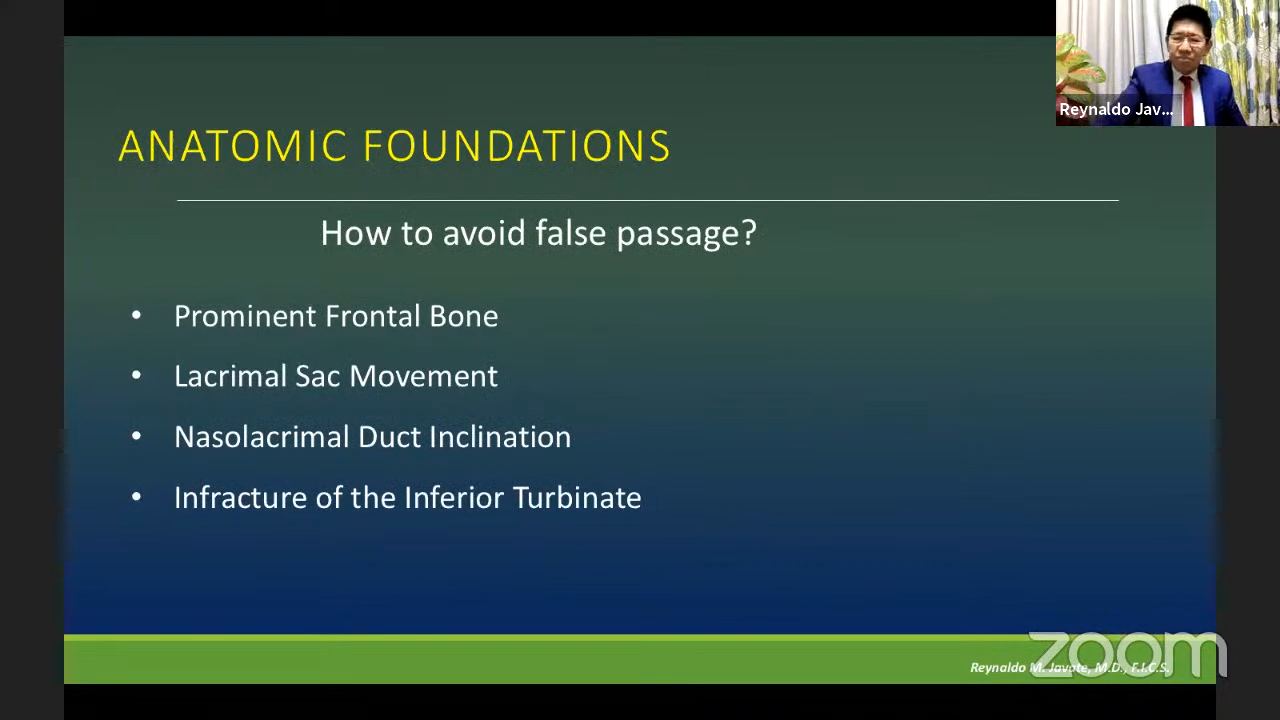 Reynaldo Jav...
ANATOMIC FOUNDATIONS
How to avoid false passage?
• Prominent Frontal Bone
• Lacrimal Sac Movement
• Nasolacrimal Duct Inclination
• Infracture of the Inferior Turbinate
zoom
Reynaldo M. Javate, M.D., F.I.C.S.